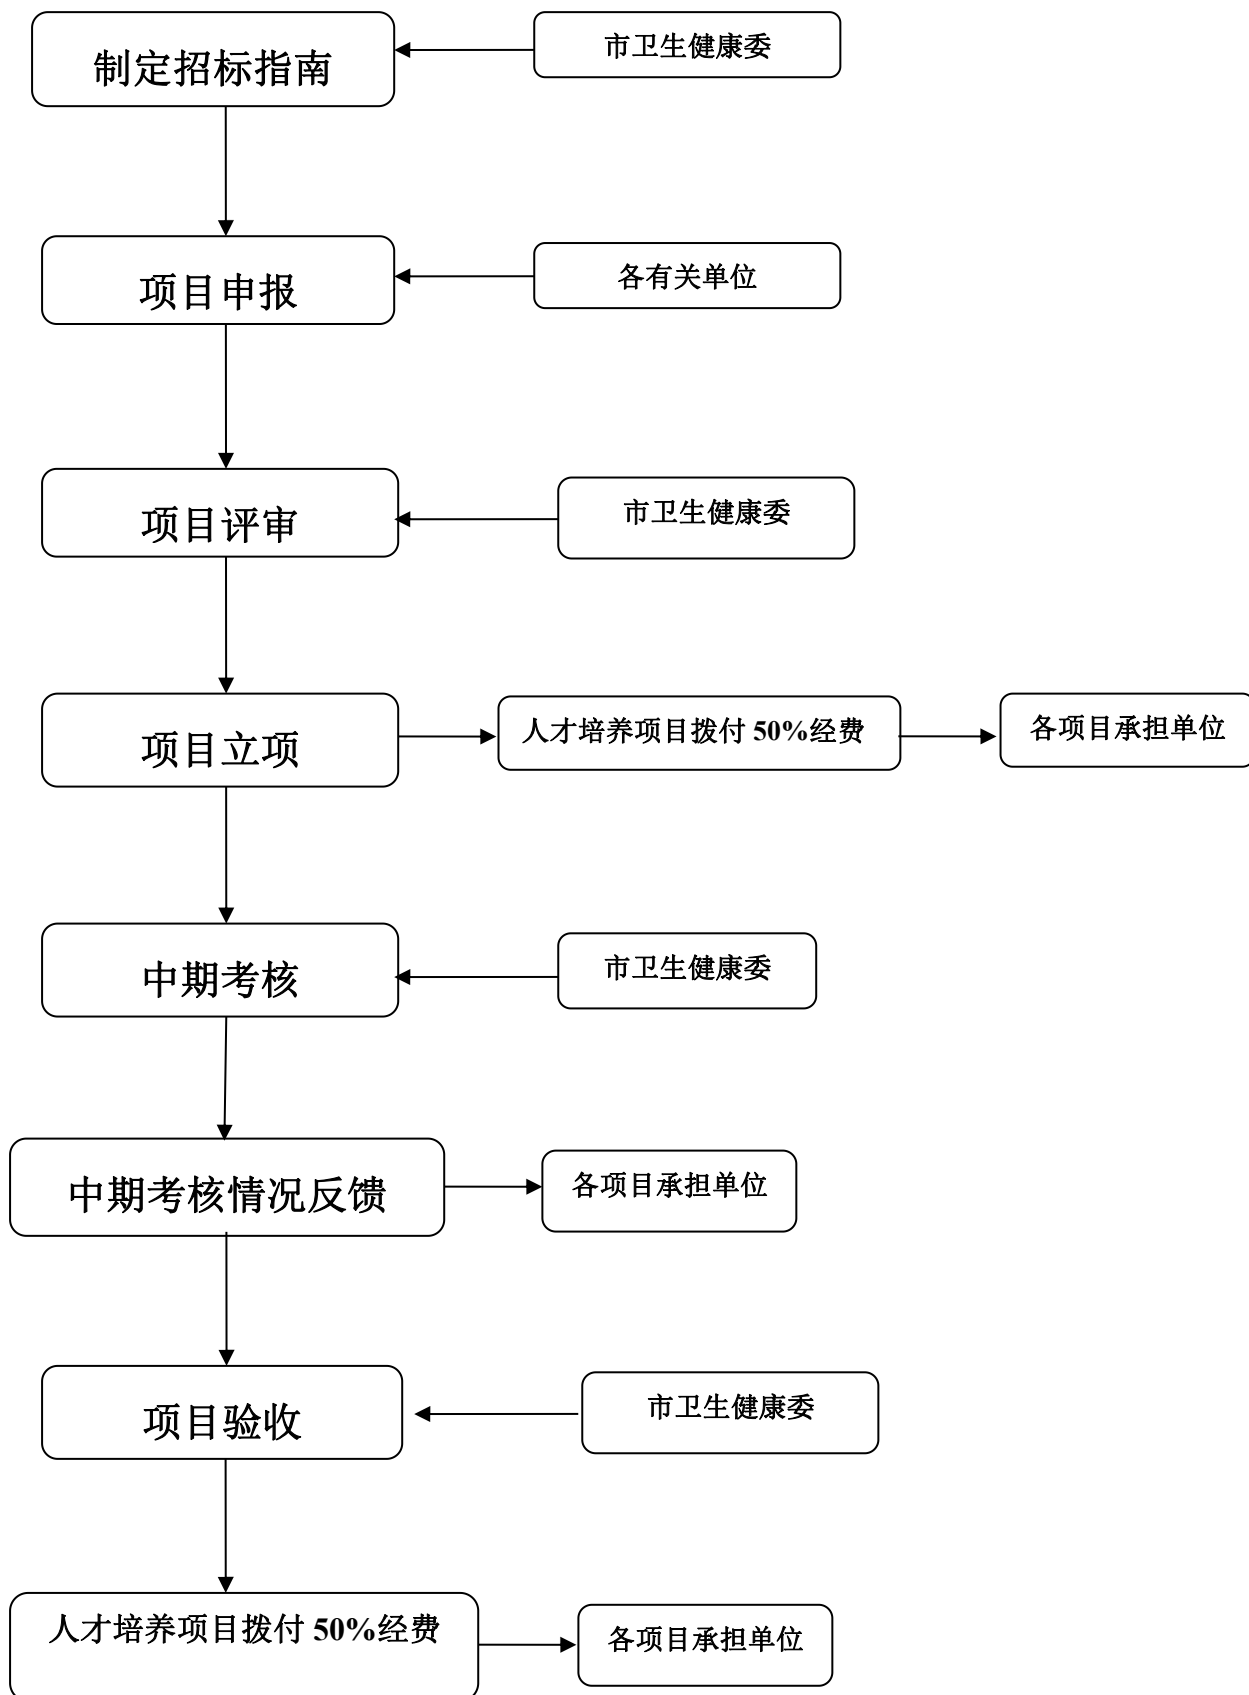 制定招标指南
市卫生健康委
项目申报
各有关单位
项目评审
市卫生健康委
项目立项
人才培养项目拨付 50%经费
各项目承担单位
中期考核
市卫生健康委
中期考核情况反馈
各项目承担单位
项目验收
市卫生健康委
人才培养项目拨付 50%经费
各项目承担单位